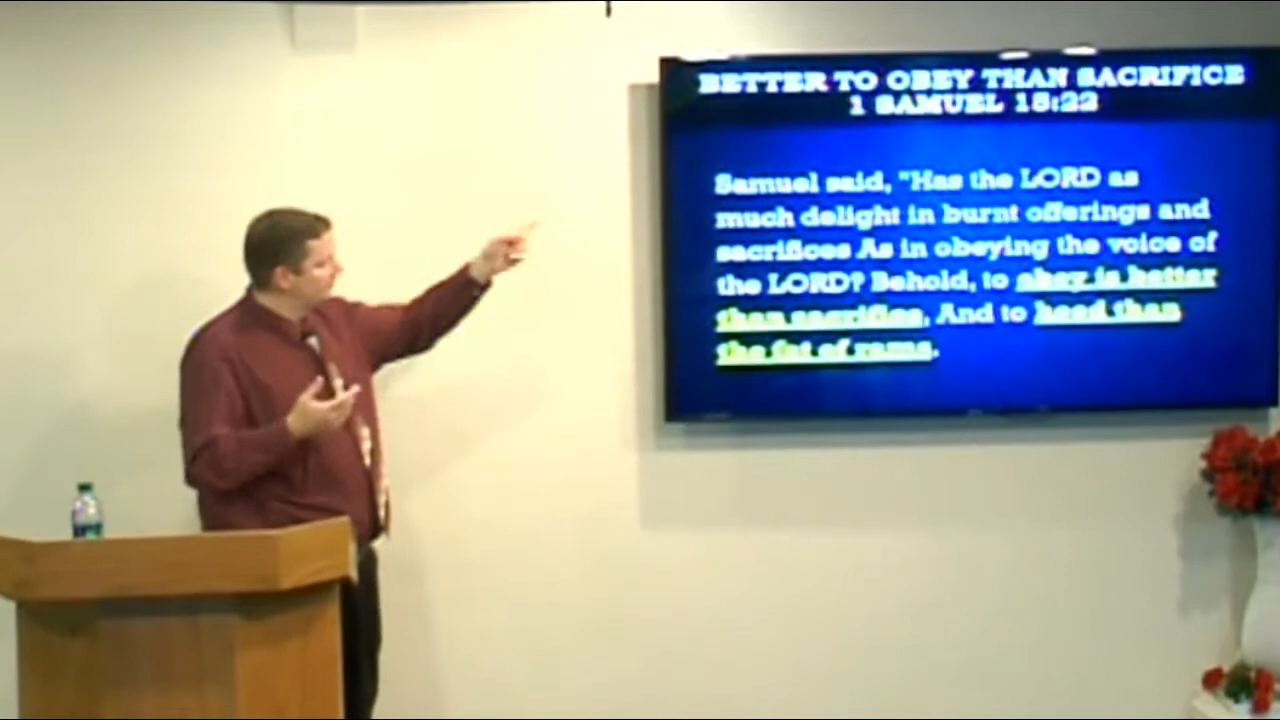 BETTER TO OBEY THAN SACRIFICE
1 SAMUEL 15:22
Samuel said, "Has the LORD as
much delight in burnt offerings and
sacrifices As in obeying the voice of
the LORD? Behold, to obey is better
than sacrifice, And to heed than
the fat of rams.